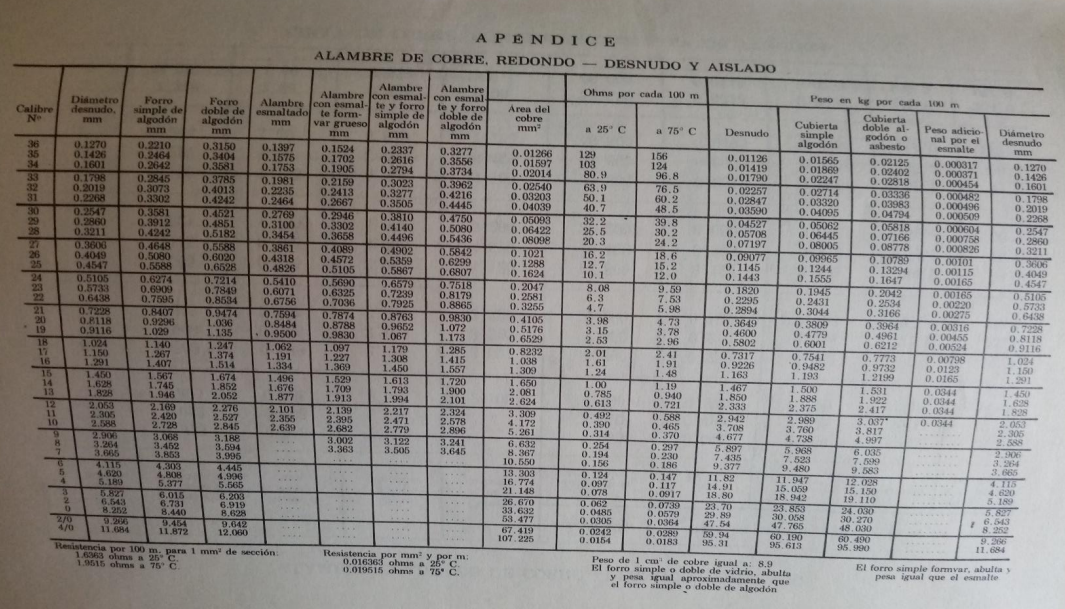 APENDICE
ALAMBRE DE COBRE, REDONDO — DESNUDO Y AISLADO
Calibre Nº | Diámetro desnudo, mm | Forro simple de algodón mm | Forro doble de algodón mm | Alambre esmaltado mm | Alambre con esmalte formvar grueso mm | Alambre con esmalte y forro simple de algodón mm | Alambre con esmalte y forro doble de algodón mm | Area del cobre mm² | Ohms por cada 100 m | Peso en kg por cada 100 m | Diámetro desnudo mm
a 25° C | a 75° C | Desnudo | Cubierta simple algodón | Cubierta doble algodón o asbesto | Peso adicional por el esmalte
36 0.1270 0.2210 0.3150 0.1397 0.1524 0.2337 0.3277 0.01266 129 156 0.01126 0.01565 0.02125 0.000317 0.1270
35 0.1426 0.2464 0.3404 0.1575 0.1702 0.2616 0.3556 0.01597 103 124 0.01419 0.01869 0.02402 0.000371 0.1426
34 0.1601 0.2642 0.3581 0.1753 0.1905 0.2794 0.3734 0.02014 80.9 96.8 0.01790 0.02247 0.02818 0.000454 0.1601
33 0.1798 0.2845 0.3785 0.1981 0.2159 0.3023 0.3962 0.02540 63.9 76.5 0.02257 0.02714 0.03336 0.000482 0.1798
32 0.2019 0.3073 0.4013 0.2235 0.2413 0.3277 0.4216 0.03203 50.1 60.2 0.02847 0.03320 0.03983 0.000496 0.2019
31 0.2268 0.3302 0.4242 0.2464 0.2667 0.3505 0.4445 0.04039 40.7 48.5 0.03590 0.04095 0.04794 0.000509 0.2268
30 0.2547 0.3581 0.4521 0.2769 0.2946 0.3810 0.4750 0.05093 32.2 39.8 0.04527 0.05062 0.05818 0.000604 0.2547
29 0.2860 0.3912 0.4851 0.3100 0.3302 0.4140 0.5080 0.06422 25.5 30.2 0.05708 0.06445 0.07166 0.000758 0.2860
28 0.3211 0.4242 0.5182 0.3454 0.3658 0.4496 0.5436 0.08098 20.3 24.2 0.07197 0.08005 0.08778 0.000826 0.3211
27 0.3606 0.4648 0.5588 0.3861 0.4089 0.4902 0.5842 0.1021 16.2 18.6 0.09077 0.09965 0.10789 0.00101 0.3606
26 0.4049 0.5080 0.6020 0.4318 0.4572 0.5359 0.6299 0.1288 12.7 15.2 0.1145 0.1244 0.13294 0.00115 0.4049
25 0.4547 0.5588 0.6528 0.4826 0.5105 0.5867 0.6807 0.1624 10.1 12.0 0.1443 0.1555 0.1647 0.00165 0.4547
24 0.5105 0.6274 0.7214 0.5410 0.5690 0.6579 0.7518 0.2047 8.08 9.59 0.1820 0.1945 0.2042 0.00165 0.5105
23 0.5733 0.6909 0.7849 0.6071 0.6325 0.7239 0.8179 0.2581 6.3 7.53 0.2295 0.2431 0.2534 0.00220 0.5733
22 0.6438 0.7595 0.8534 0.6756 0.7036 0.7925 0.8865 0.3255 4.7 5.98 0.2894 0.3044 0.3166 0.00275 0.6438
21 0.7228 0.8407 0.9474 0.7594 0.7874 0.8763 0.9830 0.4105 3.98 4.73 0.3649 0.3809 0.3964 0.00316 0.7228
20 0.8118 0.9296 1.036 0.8484 0.8788 0.9652 1.072 0.5176 3.15 3.78 0.4600 0.4779 0.4961 0.00455 0.8118
19 0.9116 1.029 1.135 0.9500 0.9830 1.067 1.173 0.6529 2.53 2.96 0.5802 0.6001 0.6212 0.00524 0.9116
18 1.024 1.140 1.247 1.062 1.097 1.179 1.285 0.8232 2.01 2.41 0.7317 0.7541 0.7773 0.00798 1.024
17 1.150 1.267 1.374 1.191 1.227 1.308 1.415 1.038 1.61 1.91 0.9226 0.9482 0.9732 0.0123 1.150
16 1.291 1.407 1.514 1.334 1.369 1.450 1.557 1.309 1.24 1.48 1.163 1.193 1.2199 0.0165 1.291
15 1.450 1.567 1.674 1.496 1.529 1.613 1.720 1.650 1.00 1.19 1.467 1.500 1.531 0.0344 1.450
14 1.628 1.745 1.852 1.676 1.709 1.793 1.900 2.081 0.785 0.940 1.850 1.888 1.922 0.0344 1.628
13 1.828 1.946 2.052 1.877 1.913 1.994 2.101 2.624 0.613 0.721 2.333 2.375 2.417 0.0344 1.828
12 2.053 2.169 2.276 2.101 2.139 2.217 2.324 3.309 0.492 0.588 2.942 2.989 3.037 0.0344 2.053
11 2.305 2.420 2.527 2.355 2.395 2.471 2.578 4.172 0.390 0.465 3.708 3.760 3.817 ........ 2.305
10 2.588 2.728 2.845 2.639 2.682 2.779 2.896 5.261 0.314 0.370 4.677 4.738 4.997 ........ 2.588
9 2.906 3.068 3.188 ........ 3.002 3.122 3.241 6.632 0.254 0.297 5.897 5.968 6.035 ........ 2.906
8 3.264 3.452 3.594 ........ 3.363 3.505 3.645 8.367 0.194 0.230 7.435 7.523 7.599 ........ 3.264
7 3.665 3.853 3.995 ........ ........ ........ ........ 10.550 0.156 0.186 9.377 9.480 9.583 ........ 3.665
6 4.115 4.303 4.445 ........ ........ ........ ........ 13.303 0.124 0.147 11.82 11.947 12.028 ........ 4.115
5 4.620 4.808 4.996 ........ ........ ........ ........ 16.774 0.097 0.117 14.91 15.059 15.150 ........ 4.620
4 5.189 5.377 5.565 ........ ........ ........ ........ 21.148 0.078 0.0917 18.80 18.942 19.110 ........ 5.189
3 5.827 6.015 6.203 ........ ........ ........ ........ 26.670 0.062 0.0739 23.70 23.853 24.030 ........ 5.827
2 6.543 6.731 6.919 ........ ........ ........ ........ 33.632 0.0485 0.0579 29.89 30.058 30.270 ........ 6.543
0 8.252 8.440 8.628 ........ ........ ........ ........ 53.477 0.0305 0.0364 47.54 47.765 48.030 ........ 8.252
2/0 9.266 9.454 9.642 ........ ........ ........ ........ 67.419 0.0242 0.0289 59.94 60.190 60.490 ........ 9.266
4/0 11.684 11.872 12.060 ........ ........ ........ ........ 107.225 0.0154 0.0183 95.31 95.613 95.990 ........ 11.684
Resistencia por 100 m. para 1 mm² de sección:
1.6363 ohms a 25° C.
1.9515 ohms a 75° C.
Resistencia por mm² y por m:
0.016363 ohms a 25° C.
0.019515 ohms a 75° C.
Peso de 1 cm³ de cobre igual a: 8.9
El forro simple o doble de vidrio, abulta
y pesa igual aproximadamente que
el forro simple o doble de algodón
El forro simple formvar, abulta y
pesa igual que el esmalte